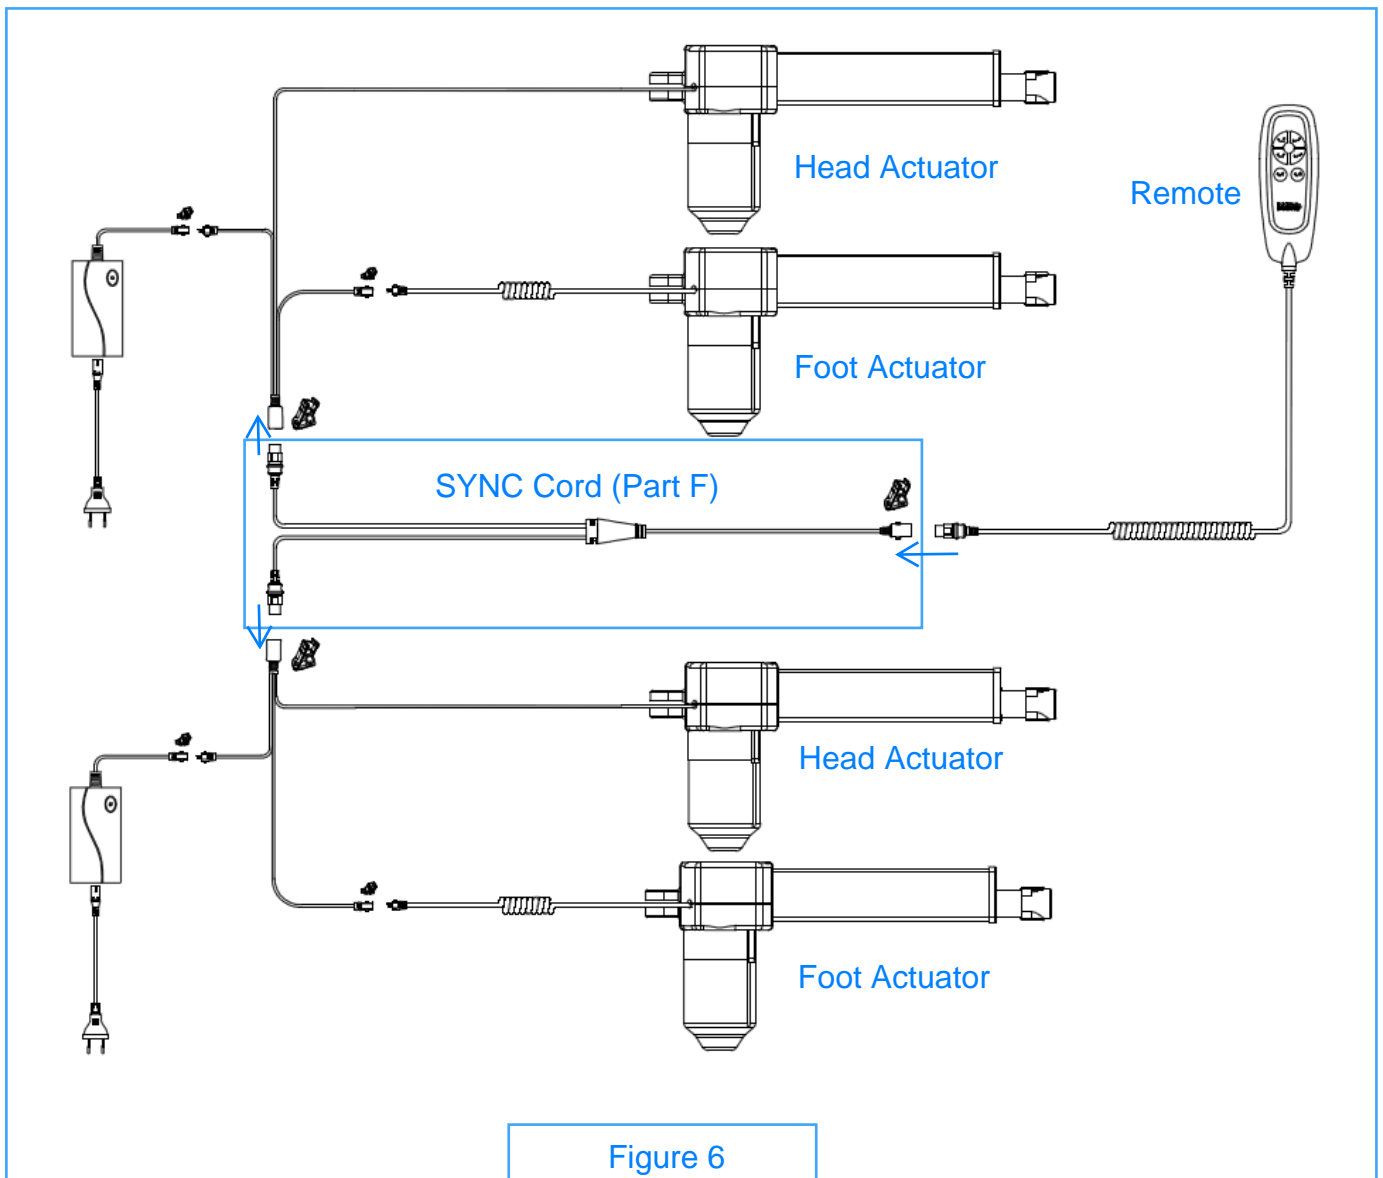 Head Actuator
Remote
Foot Actuator
SYNC Cord (Part F)
Head Actuator
Foot Actuator
Figure 6